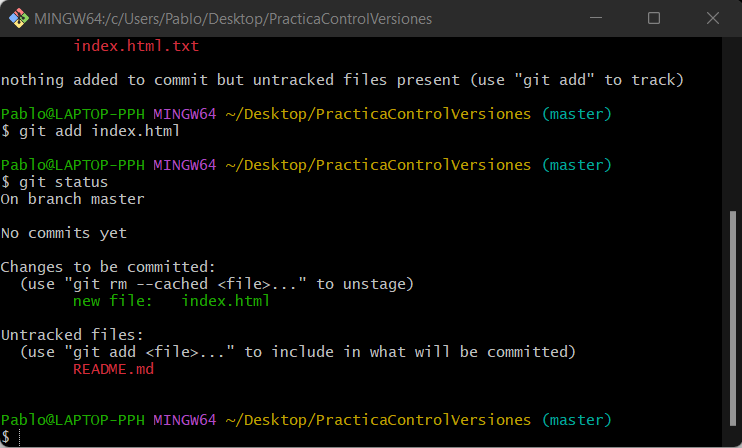 MINGW64:/c/Users/Pablo/Desktop/PracticaControlVersiones
index.html.txt
nothing added to commit but untracked files present (use "git add" to track)
Pablo@LAPTOP-PPH MINGW64 ~/Desktop/PracticaControlVersiones (master)
$ git add index.html
Pablo@LAPTOP-PPH MINGW64 ~/Desktop/PracticaControlVersiones (master)
$ git status
On branch master
No commits yet
Changes to be committed:
(use "git rm --cached <file>..." to unstage)
new file:   index.html
Untracked files:
(use "git add <file>..." to include in what will be committed)
README.md
Pablo@LAPTOP-PPH MINGW64 ~/Desktop/PracticaControlVersiones (master)
$